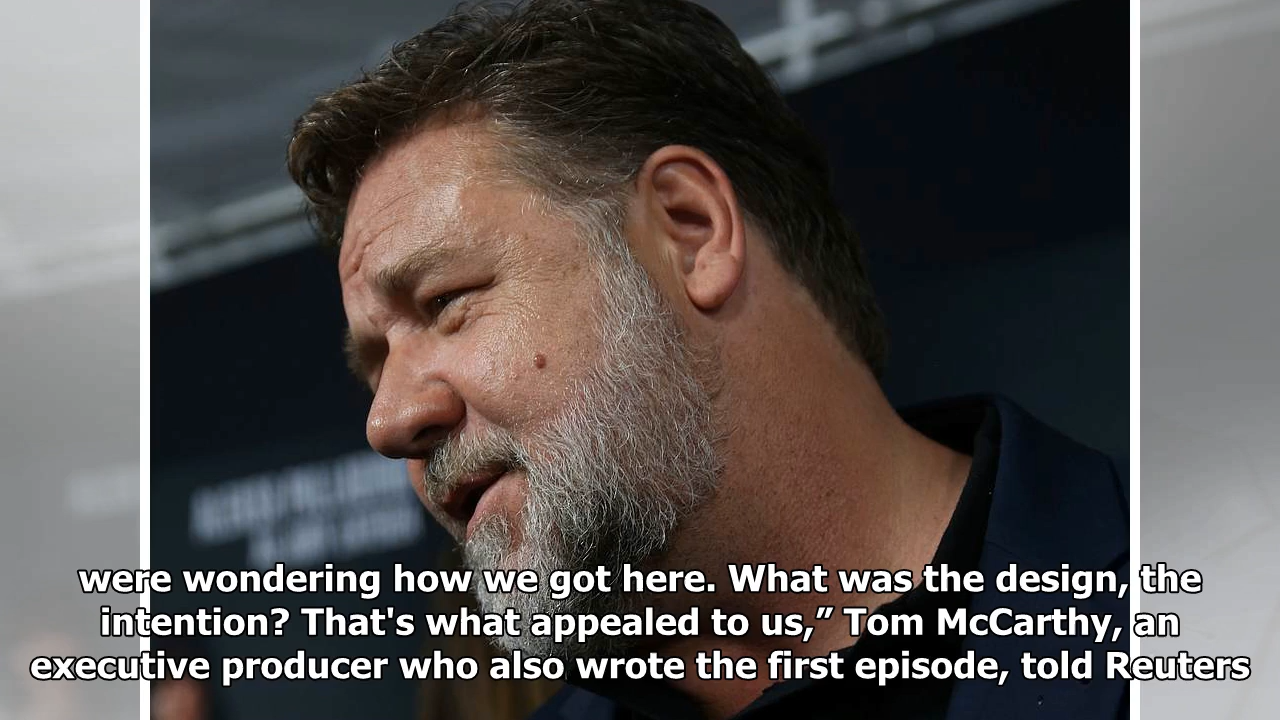 were wondering how we got here. What was the design, the
intention? That's what appealed to us,” Tom McCarthy, an
executive producer who also wrote the first episode, told Reuters